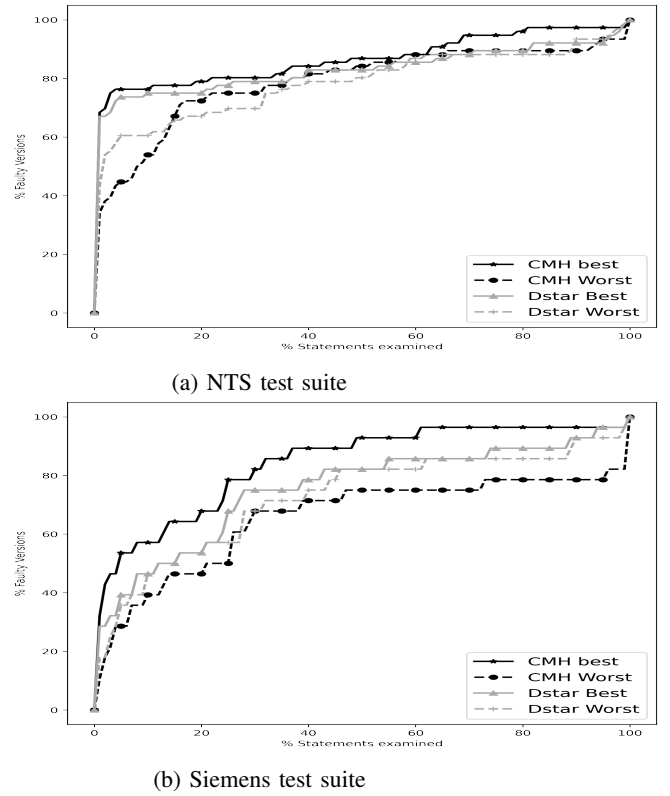 100
80
60
40
20
0
% Faulty Versions
CMH best
CMH Worst
Dstar Best
Dstar Worst
0 20 40 60 80 100
% Statements examined
(a) NTS test suite
100
80
60
40
20
0
% Faulty Versions
CMH best
CMH Worst
Dstar Best
Dstar Worst
0 20 40 60 80 100
% Statements examined
(b) Siemens test suite